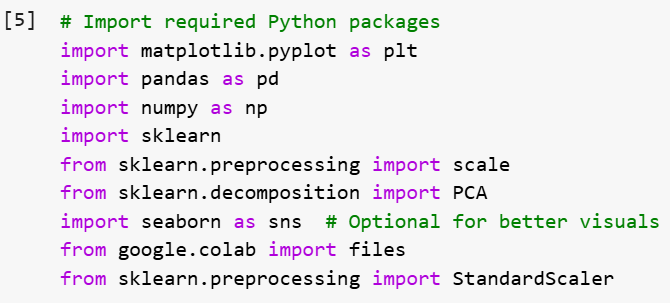 [5] # Import required Python packages
import matplotlib.pyplot as plt
import pandas as pd
import numpy as np
import sklearn
from sklearn.preprocessing import scale
from sklearn.decomposition import PCA
import seaborn as sns  # Optional for better visuals
from google.colab import files
from sklearn.preprocessing import StandardScaler